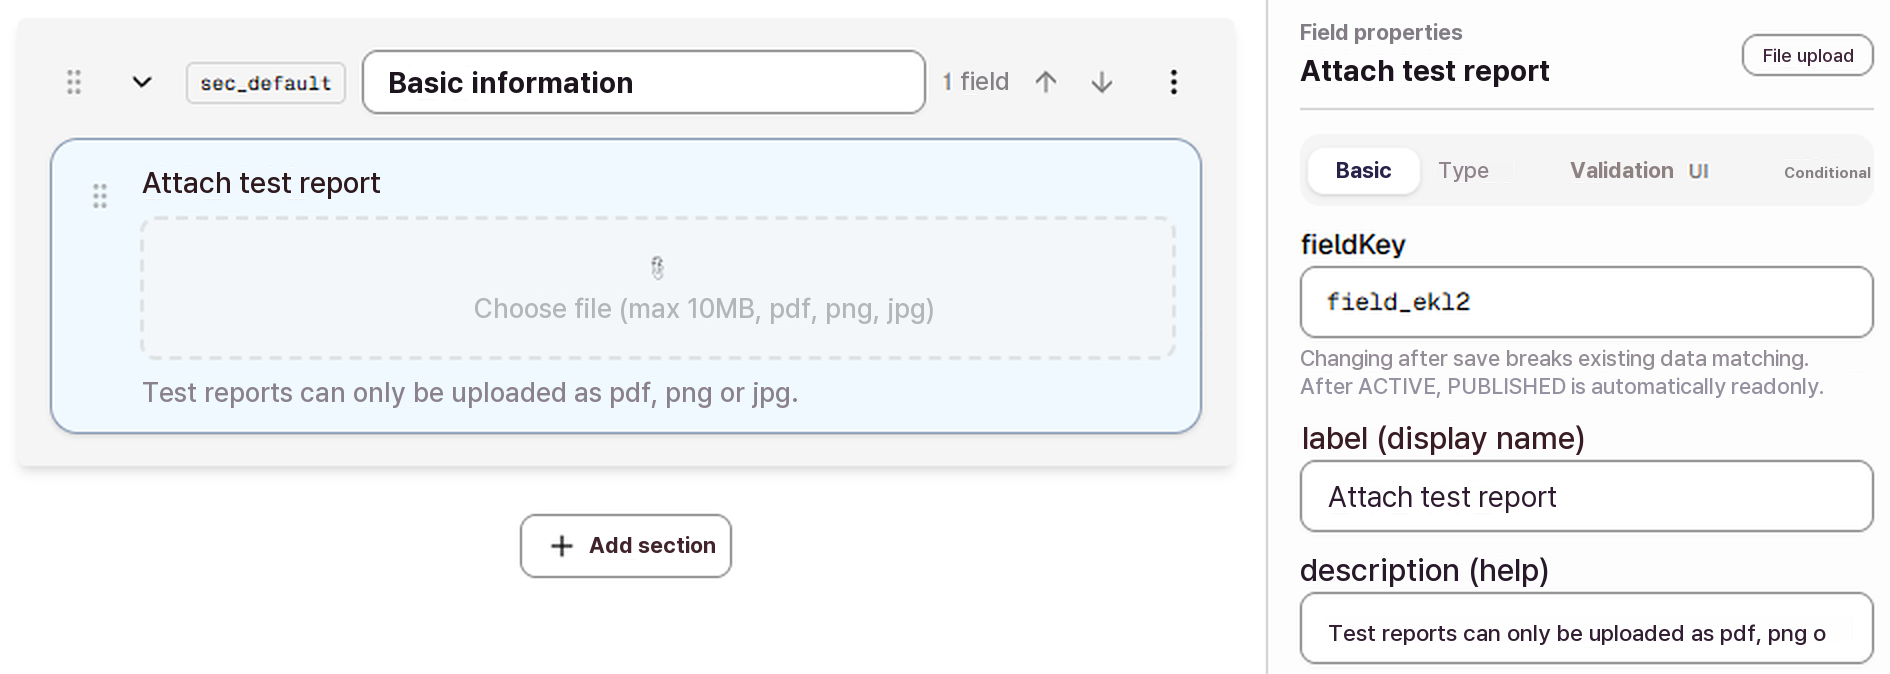 sec_default
Basic information
1 field
Attach test report
Choose file (max 10MB, pdf, png, jpg)
Test reports can only be uploaded as pdf, png or jpg.
Add section
Field properties
Attach test report
File upload
Basic
Type
Validation
UI
Conditional
fieldKey
field_ekl2
Changing after save breaks existing data matching.
After ACTIVE, PUBLISHED is automatically readonly.
label (display name)
Attach test report
description (help)
Test reports can only be uploaded as pdf, png o